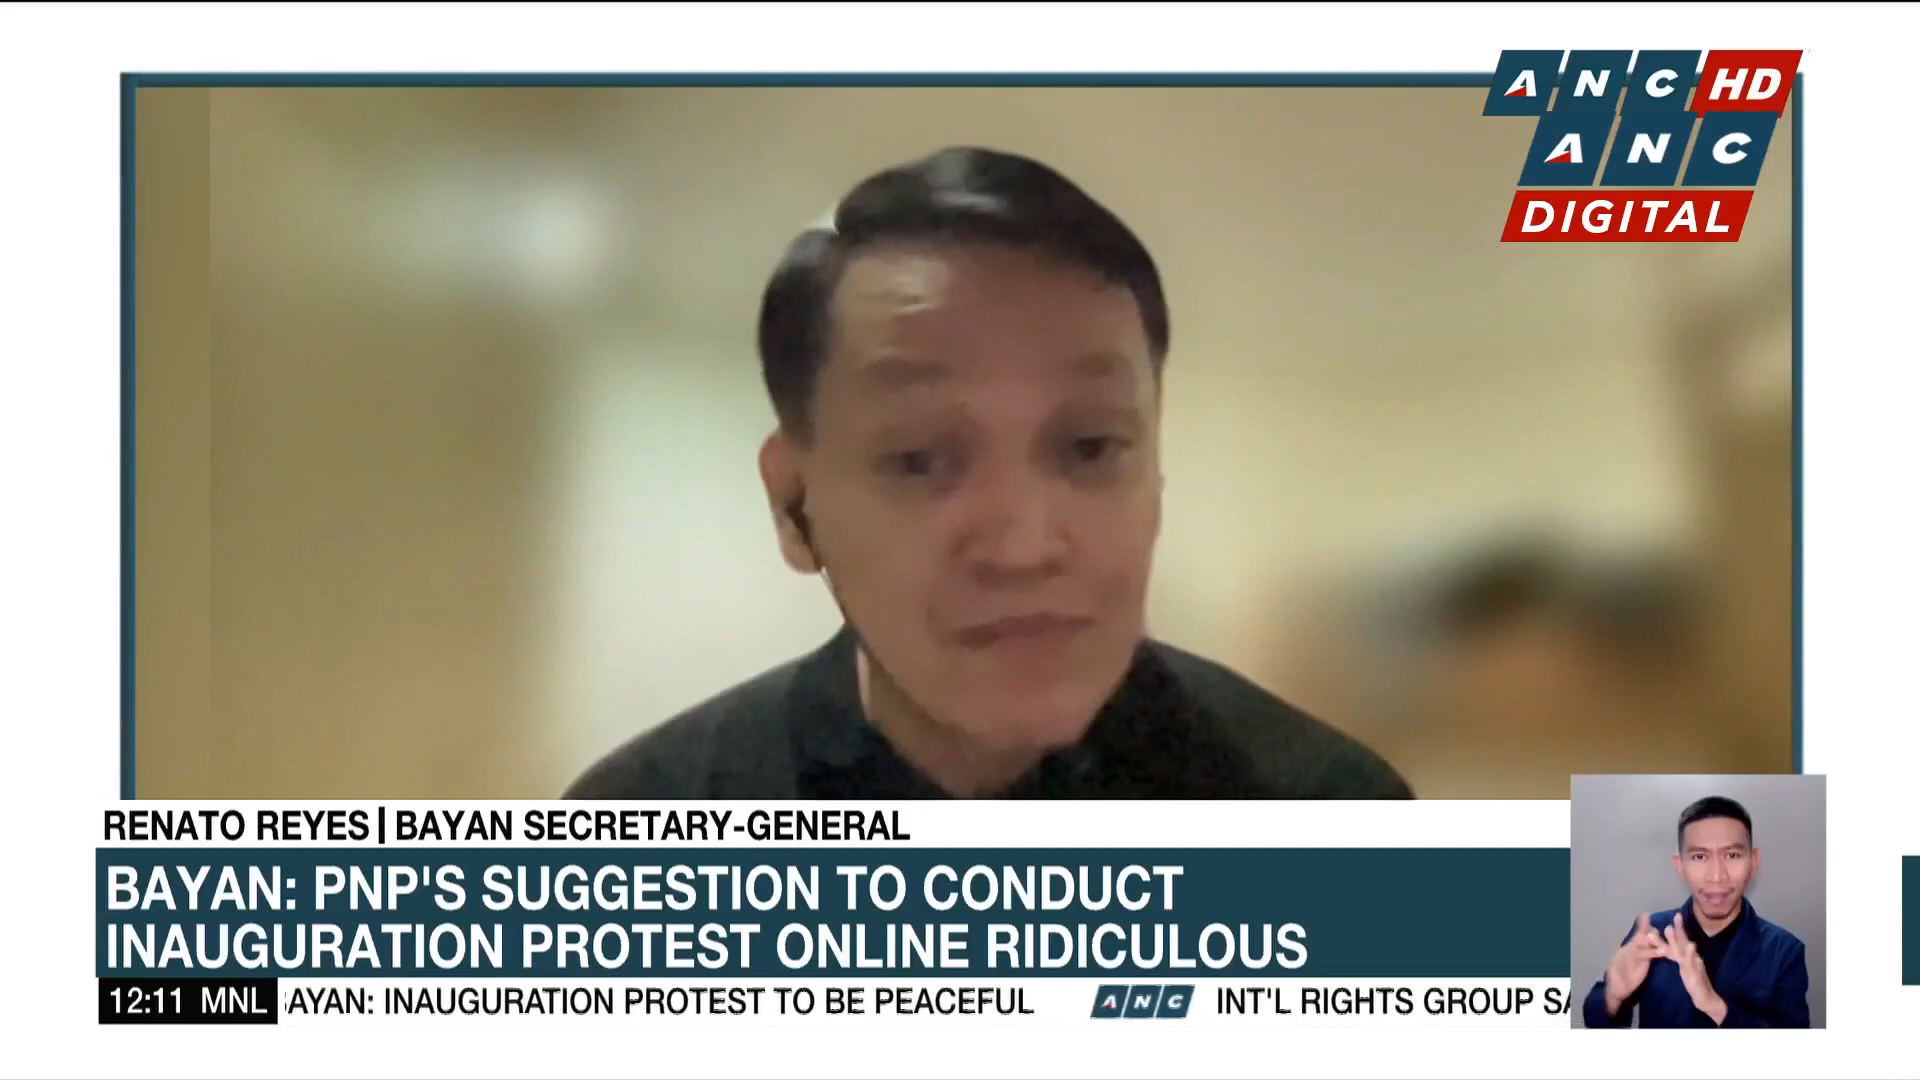 ANC HD
ANC
DIGITAL
RENATO REYES | BAYAN SECRETARY-GENERAL
BAYAN: PNP'S SUGGESTION TO CONDUCT
INAUGURATION PROTEST ONLINE RIDICULOUS
12:11 MNL AYAN: INAUGURATION PROTEST TO BE PEACEFUL ANC INT'L RIGHTS GROUP SA